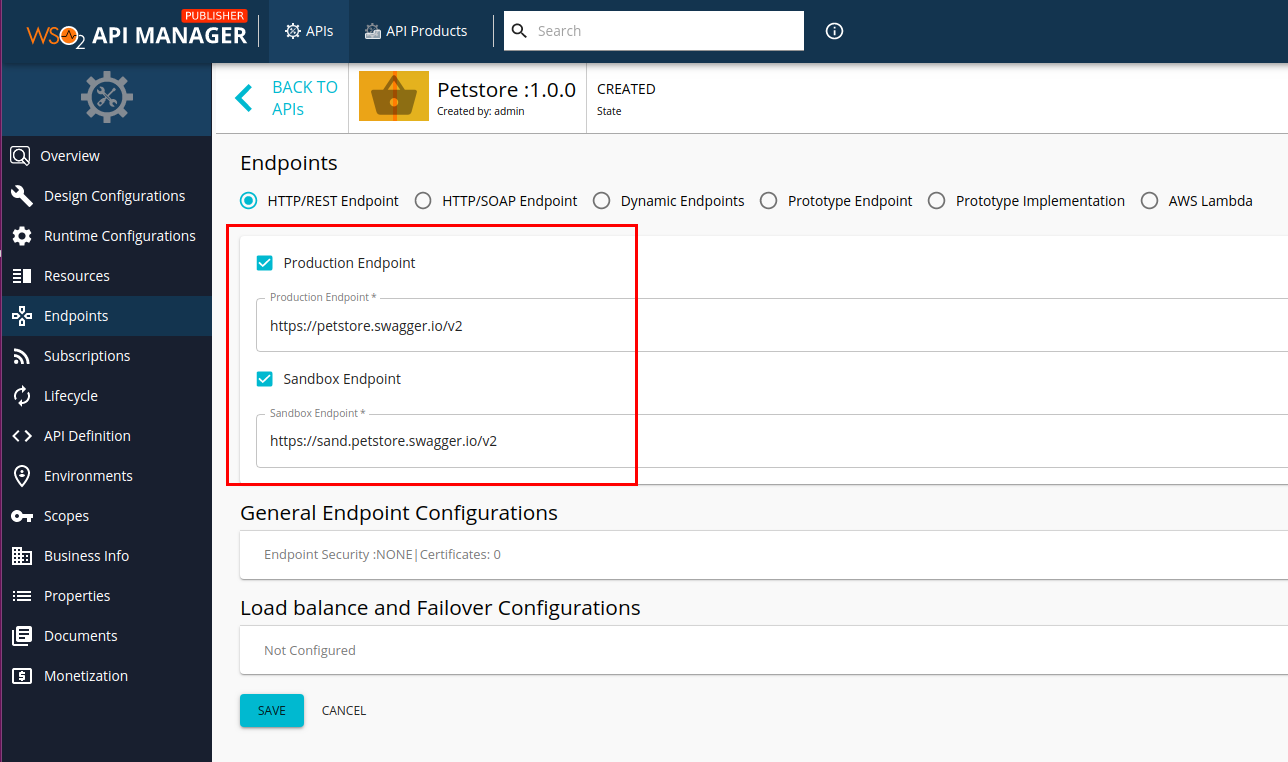 PUBLISHER
WSO2 API MANAGER
APIs
API Products
Search
BACK TO
APIs
Petstore :1.0.0
Created by: admin
CREATED
State
Overview
Design Configurations
Runtime Configurations
Resources
Endpoints
Subscriptions
Lifecycle
API Definition
Environments
Scopes
Business Info
Properties
Documents
Monetization
Endpoints
HTTP/REST Endpoint
HTTP/SOAP Endpoint
Dynamic Endpoints
Prototype Endpoint
Prototype Implementation
AWS Lambda
Production Endpoint
Production Endpoint *
https://petstore.swagger.io/v2
Sandbox Endpoint
Sandbox Endpoint *
https://sand.petstore.swagger.io/v2
General Endpoint Configurations
Endpoint Security :NONE|Certificates: 0
Load balance and Failover Configurations
Not Configured
SAVE
CANCEL